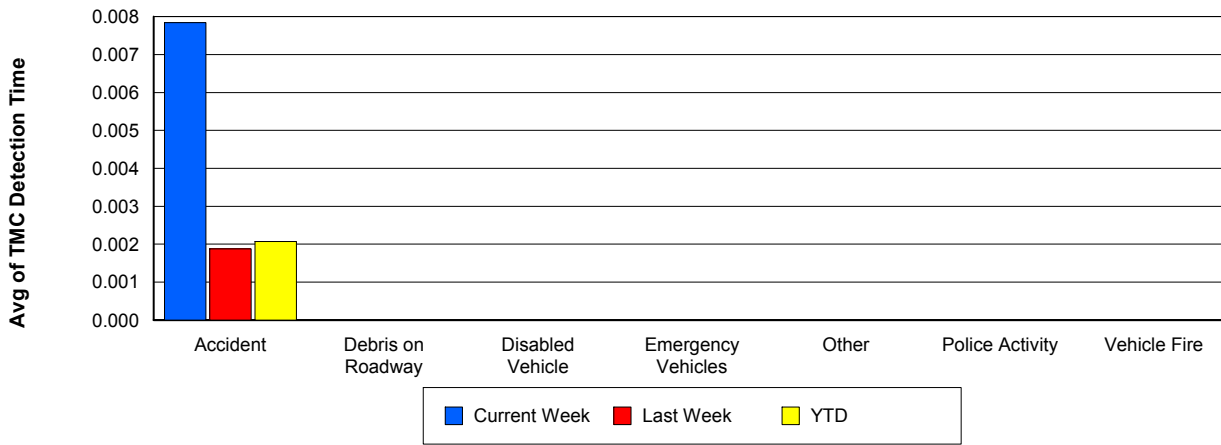 Avg of TMC Detection Time
0.008
0.007
0.006
0.005
0.004
0.003
0.002
0.001
0.000
Accident
Debris on
Roadway
Disabled
Vehicle
Emergency
Vehicles
Other
Police Activity
Vehicle Fire
Current Week
Last Week
YTD